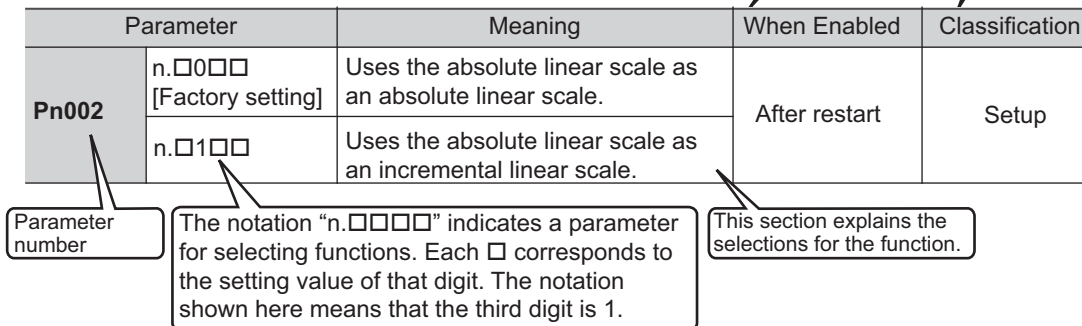 Parameter Meaning When Enabled Classification
Pn002
n.□0□□
[Factory setting]
Uses the absolute linear scale as
an absolute linear scale.
n.□1□□
Uses the absolute linear scale as
an incremental linear scale.
After restart
Setup
Parameter
number
The notation “n.□□□□” indicates a parameter
for selecting functions. Each □ corresponds to
the setting value of that digit. The notation
shown here means that the third digit is 1.
This section explains the
selections for the function.